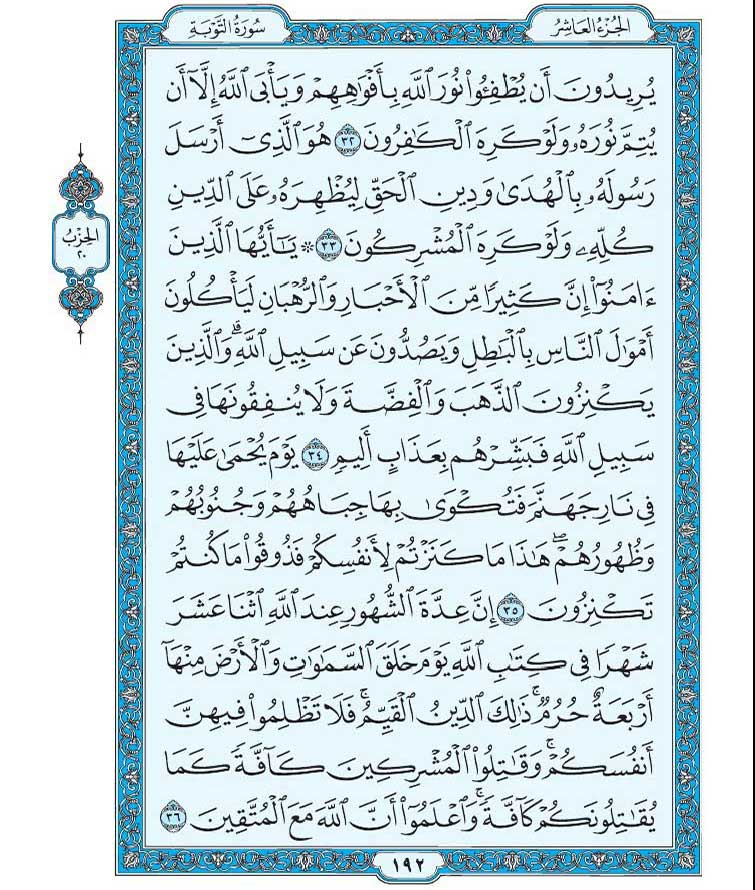 الجُزْءُ العَاشِرُ
سُورَةُ التَّوْبَةِ
يُرِيدُونَ أَن يُطْفِـُٔوا۟ نُورَ ٱللَّهِ بِأَفْوَٰهِهِمْ وَيَأْبَى ٱللَّهُ إِلَّآ أَن
يُتِمَّ نُورَهُۥ وَلَوْ كَرِهَ ٱلْكَٰفِرُونَ ٣٢ هُوَ ٱلَّذِىٓ أَرْسَلَ
رَسُولَهُۥ بِٱلْهُدَىٰ وَدِينِ ٱلْحَقِّ لِيُظْهِرَهُۥ عَلَى ٱلدِّينِ
كُلِّهِۦ وَلَوْ كَرِهَ ٱلْمُشْرِكُونَ ٣٣ ۞ يَٰٓأَيُّهَا ٱلَّذِينَ
ءَامَنُوٓا۟ إِنَّ كَثِيرًا مِّنَ ٱلْأَحْبَارِ وَٱلرُّهْبَانِ لَيَأْكُلُونَ
أَمْوَٰلَ ٱلنَّاسِ بِٱلْبَٰطِلِ وَيَصُدُّونَ عَن سَبِيلِ ٱللَّهِ ۗ وَٱلَّذِينَ
يَكْنِزُونَ ٱلذَّهَبَ وَٱلْفِضَّةَ وَلَا يُنفِقُونَهَا فِى
سَبِيلِ ٱللَّهِ فَبَشِّرْهُم بِعَذَابٍ أَلِيمٍ ٣٤ يَوْمَ يُحْمَىٰ عَلَيْهَا
فِى نَارِ جَهَنَّمَ فَتُكْوَىٰ بِهَا جِبَاهُهُمْ وَجُنُوبُهُمْ
وَظُهُورُهُمْ ۖ هَٰذَا مَا كَنَزْتُمْ لِأَنفُسِكُمْ فَذُوقُوا۟ مَا كُنتُمْ
تَكْنِزُونَ ٣٥ إِنَّ عِدَّةَ ٱلشُّهُورِ عِندَ ٱللَّهِ ٱثْنَا عَشَرَ
شَهْرًا فِى كِتَٰبِ ٱللَّهِ يَوْمَ خَلَقَ ٱلسَّمَٰوَٰتِ وَٱلْأَرْضَ مِنْهَآ
أَرْبَعَةٌ حُرُمٌ ۚ ذَٰلِكَ ٱلدِّينُ ٱلْقَيِّمُ ۚ فَلَا تَظْلِمُوا۟ فِيهِنَّ
أَنفُسَكُمْ ۚ وَقَٰتِلُوا۟ ٱلْمُشْرِكِينَ كَآفَّةً كَمَا
يُقَٰتِلُونَكُمْ كَآفَّةً ۚ وَٱعْلَمُوٓا۟ أَنَّ ٱللَّهَ مَعَ ٱلْمُتَّقِينَ ٣٦
الحِزْبُ
٢٠
١٩٢